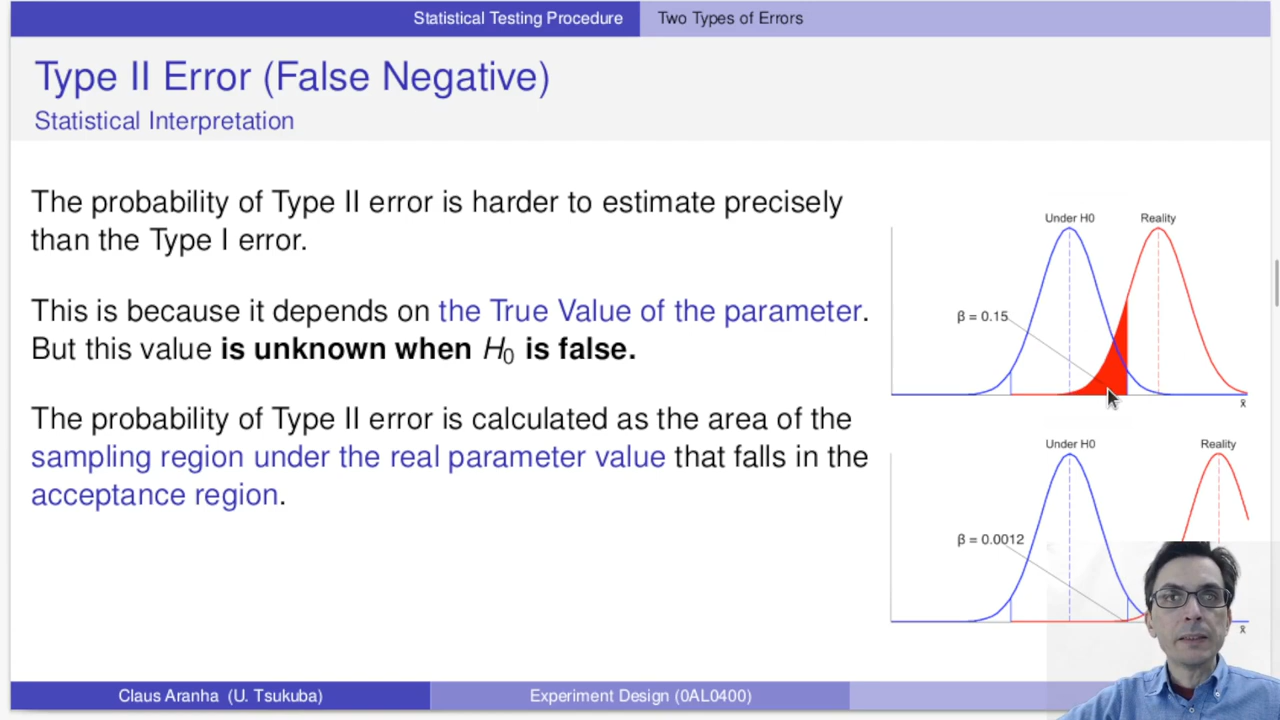 Statistical Testing Procedure
Two Types of Errors
Type II Error (False Negative)
Statistical Interpretation
The probability of Type II error is harder to estimate precisely
than the Type I error.
This is because it depends on the True Value of the parameter.
But this value is unknown when H₀ is false.
The probability of Type II error is calculated as the area of the
sampling region under the real parameter value that falls in the
acceptance region.
Under H0
Reality
β = 0.15
x̄
Under H0
Reality
β = 0.0012
x̄
Claus Aranha (U. Tsukuba)
Experiment Design (0AL0400)